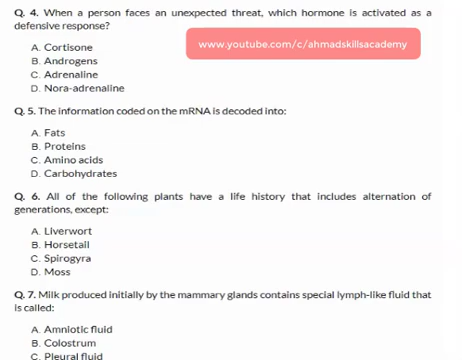 Q. 4. When a person faces an unexpected threat, which hormone is activated as a
defensive response?
www.youtube.com/c/ahmadskillsacademy
A. Cortisone
B. Androgens
C. Adrenaline
D. Nora-adrenaline
Q. 5. The information coded on the mRNA is decoded into:
A. Fats
B. Proteins
C. Amino acids
D. Carbohydrates
Q. 6. All of the following plants have a life history that includes alternation of
generations, except:
A. Liverwort
B. Horsetail
C. Spirogyra
D. Moss
Q. 7. Milk produced initially by the mammary glands contains special lymph-like fluid that
is called:
A. Amniotic fluid
B. Colostrum
C. Pleural fluid